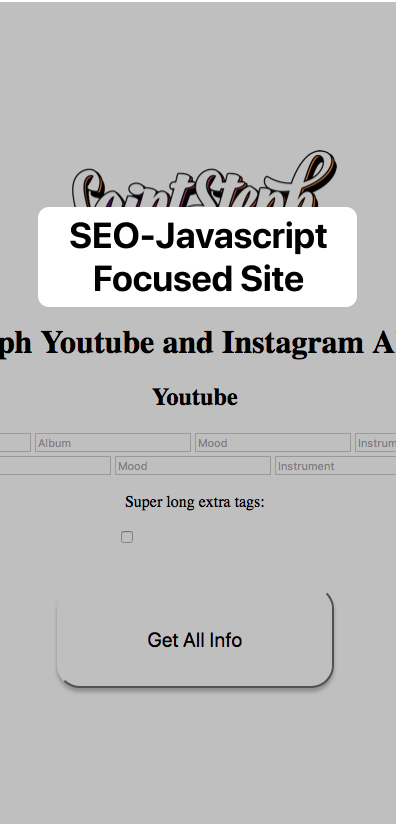 SaintSteph
SEO-Javascript
Focused Site
ph Youtube and Instagram A
Youtube
Album Mood Instrum
Mood Instrument
Super long extra tags:
Get All Info